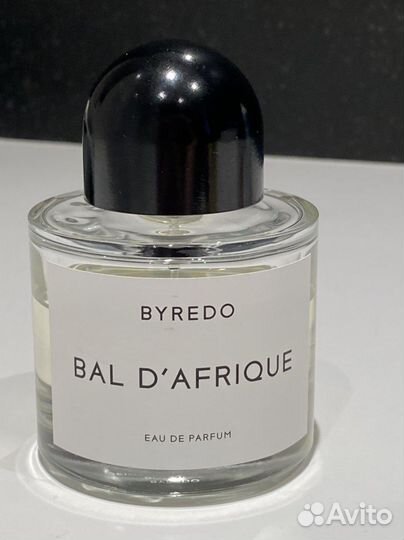 BYREDO
BAL D'AFRIQUE
EAU DE PARFUM
Avito